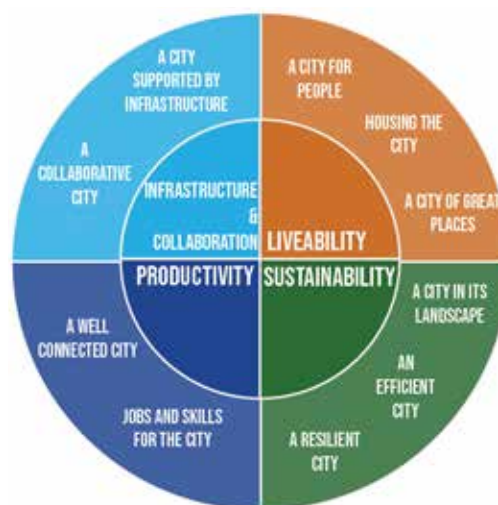 A CITY
SUPPORTED BY
INFRASTRUCTURE
A
COLLABORATIVE
CITY
INFRASTRUCTURE
&
COLLABORATION
A CITY FOR
PEOPLE
HOUSING THE
CITY
A CITY OF GREAT
PLACES
LIVEABILITY
PRODUCTIVITY
A WELL
CONNECTED CITY
JOBS AND SKILLS
FOR THE CITY
SUSTAINABILITY
A CITY IN ITS
LANDSCAPE
AN
EFFICIENT
CITY
A RESILIENT
CITY